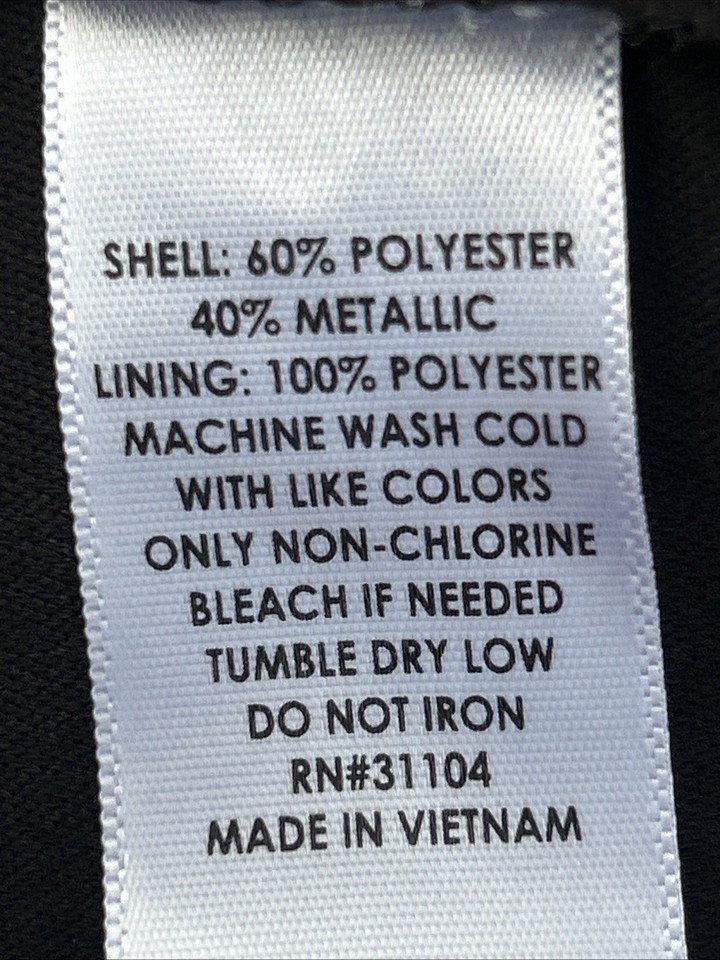 SHELL: 60% POLYESTER
40% METALLIC
LINING: 100% POLYESTER
MACHINE WASH COLD
WITH LIKE COLORS
ONLY NON-CHLORINE
BLEACH IF NEEDED
TUMBLE DRY LOW
DO NOT IRON
RN#31104
MADE IN VIETNAM